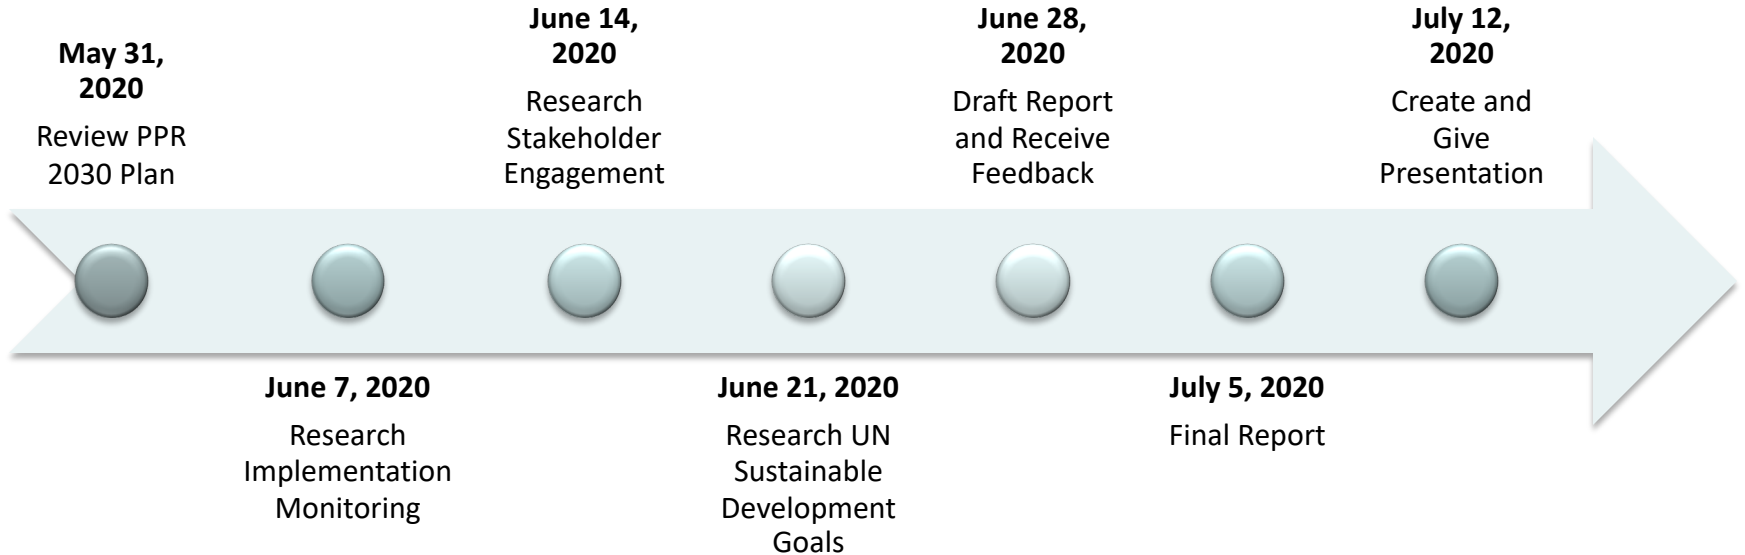 May 31,
2020
Review PPR
2030 Plan
June 7, 2020
Research
Implementation
Monitoring
June 14,
2020
Research
Stakeholder
Engagement
June 21, 2020
Research UN
Sustainable
Development
Goals
June 28,
2020
Draft Report
and Receive
Feedback
July 5, 2020
Final Report
July 12,
2020
Create and
Give
Presentation